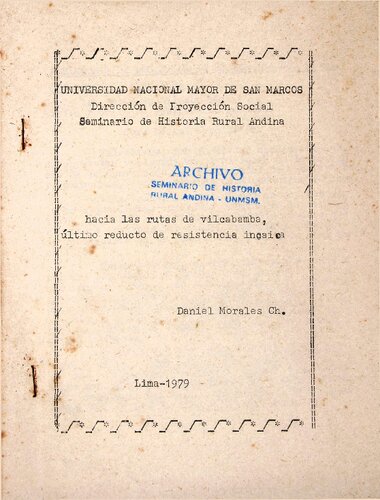 UNIVERSIDAD NACIONAL MAYOR DE SAN MARCOS
Dirección de Proyección Social
Seminario de Historia Rural Andina
ARCHIVO
SEMINARIO DE HISTORIA
RURAL ANDINA - UNMSM.
hacia las rutas de vilcabamba,
último reducto de resistencia incaica
Daniel Morales Ch.
Lima-1979